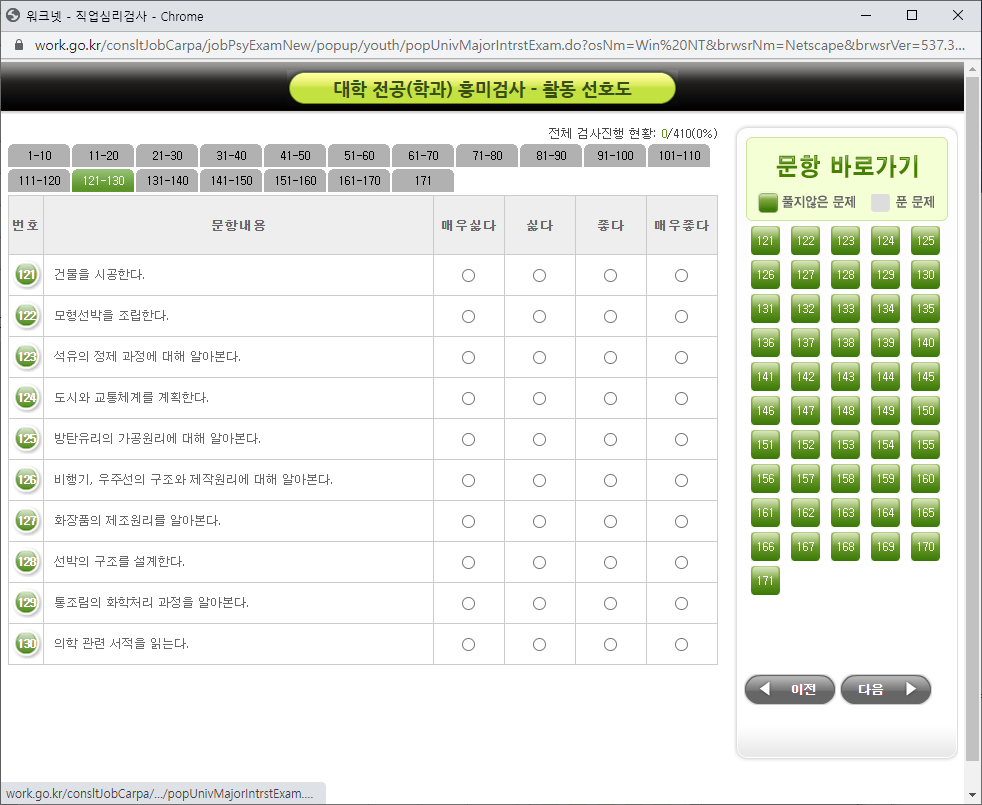 워크넷 - 직업심리검사 - Chrome
work.go.kr/consltJobCarpa/jobPsyExamNew/popup/youth/popUnivMajorIntrstExam.do?osNm=Win%20NT&brwsrNm=Netscape&brwsrVer=537.3...
대학 전공(학과) 흥미검사 - 활동 선호도
전체 검사진행 현황: 0/410(0%)
1-10 11-20 21-30 31-40 41-50 51-60 61-70 71-80 81-90 91-100 101-110
111-120 121-130 131-140 141-150 151-160 161-170 171
번호 문항내용 매우싫다 싫다 좋다 매우좋다
121 건물을 시공한다.
122 모형선박을 조립한다.
123 석유의 정제 과정에 대해 알아본다.
124 도시와 교통체계를 계획한다.
125 방탄유리의 가공원리에 대해 알아본다.
126 비행기, 우주선의 구조와 제작원리에 대해 알아본다.
127 화장품의 제조원리를 알아본다.
128 선박의 구조를 설계한다.
129 통조림의 화학처리 과정을 알아본다.
130 의학 관련 서적을 읽는다.
문항 바로가기
풀지않은 문제 푼 문제
121 122 123 124 125
126 127 128 129 130
131 132 133 134 135
136 137 138 139 140
141 142 143 144 145
146 147 148 149 150
151 152 153 154 155
156 157 158 159 160
161 162 163 164 165
166 167 168 169 170
171
이전 다음
work.go.kr/consltJobCarpa/.../popUnivMajorIntrstExam....